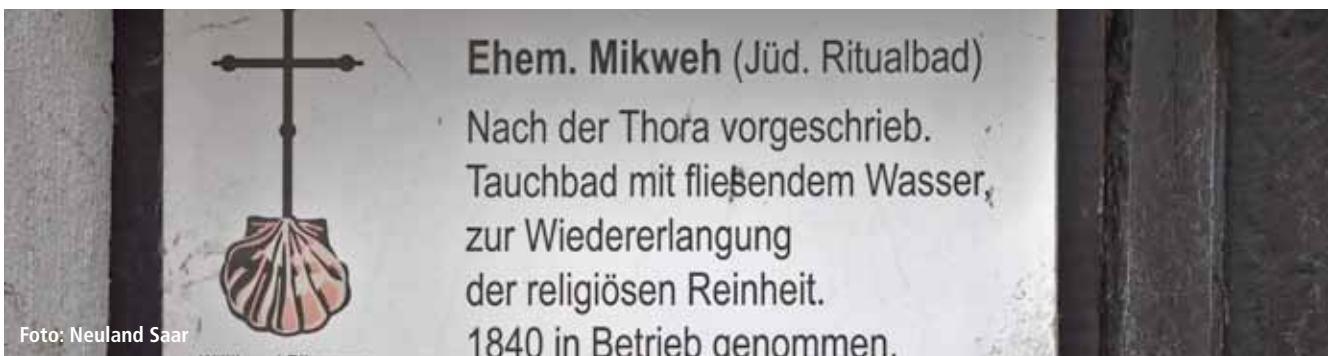 Ehem. Mikweh (Jüd. Ritualbad)
Nach der Thora vorgeschrieb.
Tauchbad mit fließendem Wasser,
zur Wiedererlangung
der religiösen Reinheit.
1840 in Betrieb genommen.
Foto: Neuland Saar